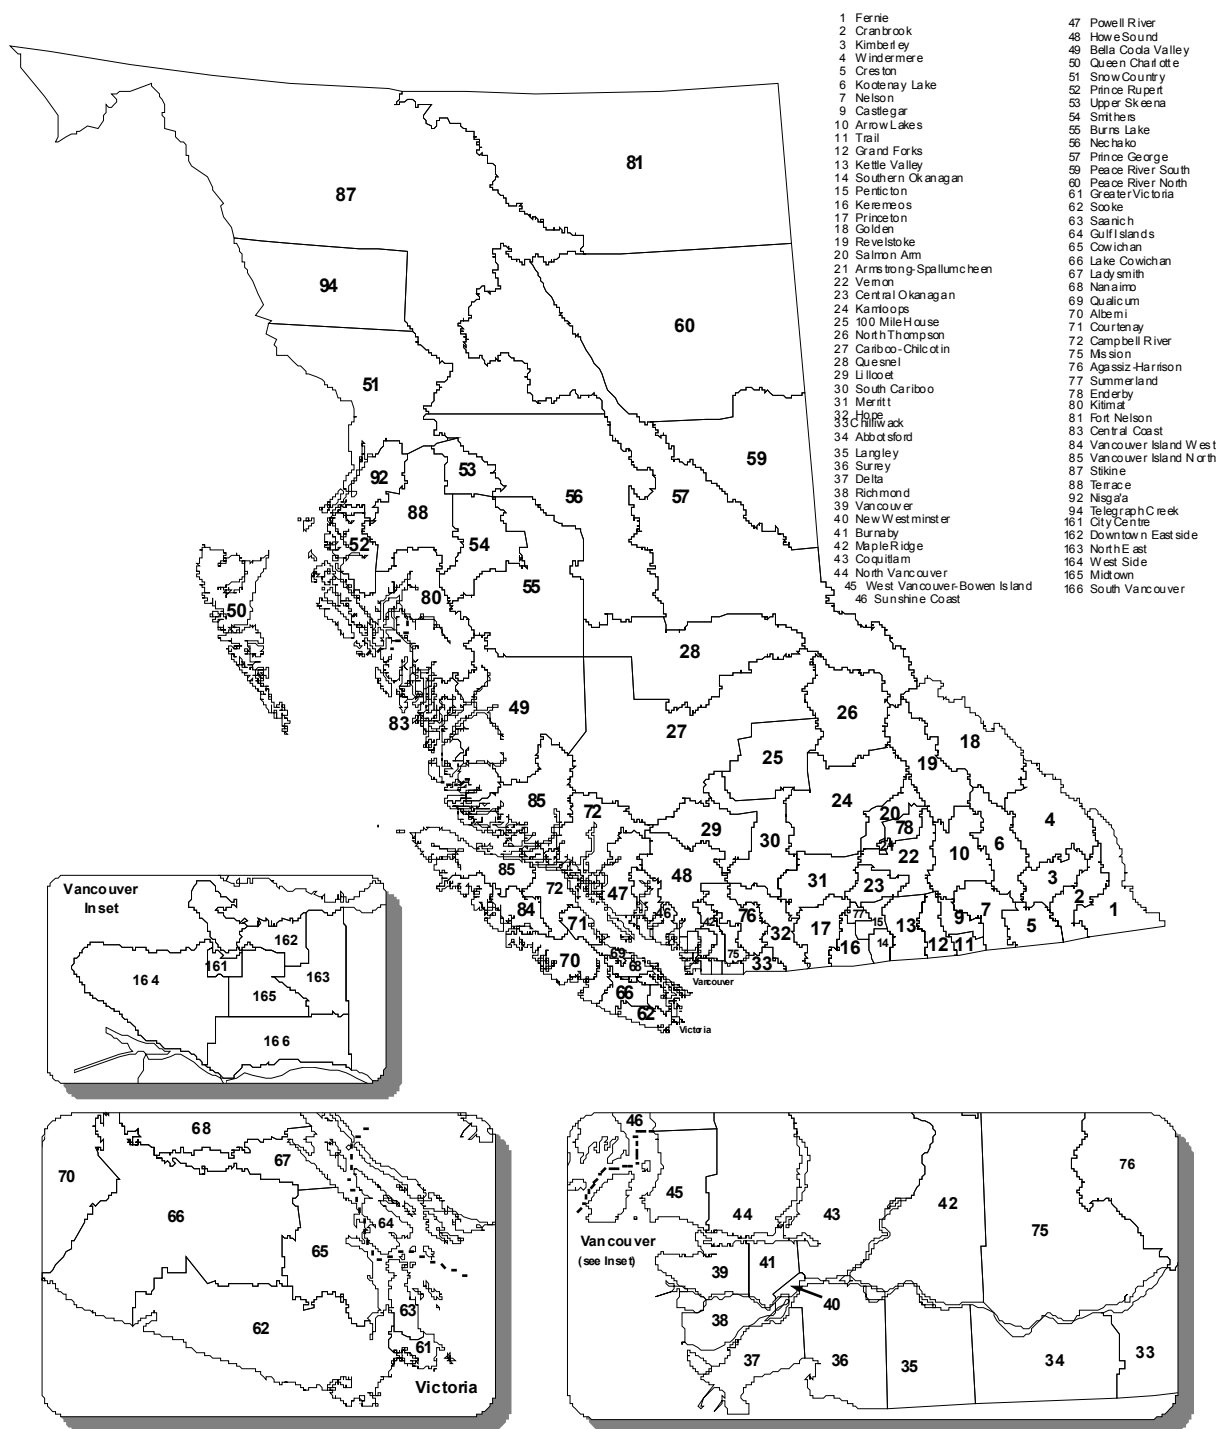 1 Fernie
2 Cranbrook
3 Kimberley
4 Windermere
5 Creston
6 Kootenay Lake
7 Nelson
9 Castlegar
10 Arrow Lakes
11 Trail
12 Grand Forks
13 Kettle Valley
14 Southern Okanagan
15 Penticton
16 Keremeos
17 Princeton
18 Golden
19 Revelstoke
20 Salmon Arm
21 Armstrong-Spallumcheen
22 Vernon
23 Central Okanagan
24 Kamloops
25 100 Mile House
26 North Thompson
27 Cariboo-Chilcotin
28 Quesnel
29 Lillooet
30 South Cariboo
31 Merritt
32 Hope
33 Chilliwack
34 Abbotsford
35 Langley
36 Surrey
37 Delta
38 Richmond
39 Vancouver
40 New Westminster
41 Burnaby
42 Maple Ridge
43 Coquitlam
44 North Vancouver
45 West Vancouver-Bowen Island
46 Sunshine Coast
47 Powell River
48 Howe Sound
49 Bella Coola Valley
50 Queen Charlotte
51 Snow Country
52 Prince Rupert
53 Upper Skeena
54 Smithers
55 Burns Lake
56 Nechako
57 Prince George
59 Peace River South
60 Peace River North
61 Greater Victoria
62 Sooke
63 Saanich
64 Gulf Islands
65 Cowichan
66 Lake Cowichan
67 Ladysmith
68 Nanaimo
69 Qualicum
70 Alberni
71 Courtenay
72 Campbell River
75 Mission
76 Agassiz-Harrison
77 Summerland
78 Enderby
80 Kitimat
81 Fort Nelson
83 Central Coast
84 Vancouver Island West
85 Vancouver Island North
87 Stikine
88 Terrace
92 Nisga'a
94 Telegraph Creek
161 City Centre
162 Downtown Eastside
163 North East
164 West Side
165 Midtown
166 South Vancouver
81
87
94
60
51
59
53
92
56
57
88
52
54
55
80
50
28
49
83
27
26
18
25
19
85
24
72
20
78
29
30
4
21
22
10
6
85
48
31
23
3
72
47
2
84
46
76
77
7
1
71
42
32
17
15
13
9
5
14
16
12
11
69
70
68
75
33
66
62
Vancouver
Victoria
Vancouver
Inset
162
161
164
163
165
166
68
67
70
66
64
65
63
62
61
Victoria
46
76
45
42
44
43
75
Vancouver
(see Inset)
41
39
40
38
37
36
35
34
33